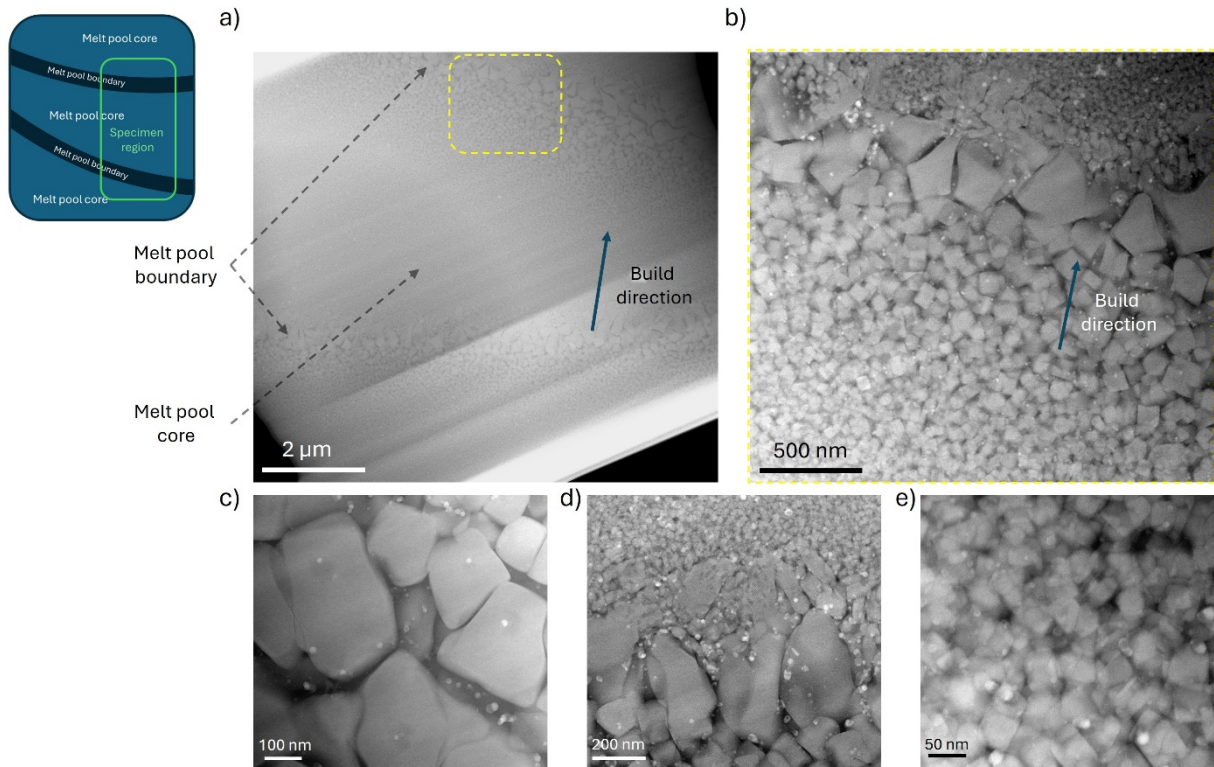 a)
b)
Melt pool core
Melt pool boundary
Melt pool core
Specimen
region
Melt pool boundary
Melt pool core
Melt pool
boundary
Melt pool
core
Build
direction
2 µm
Build
direction
500 nm
c)
d)
e)
100 nm
200 nm
50 nm